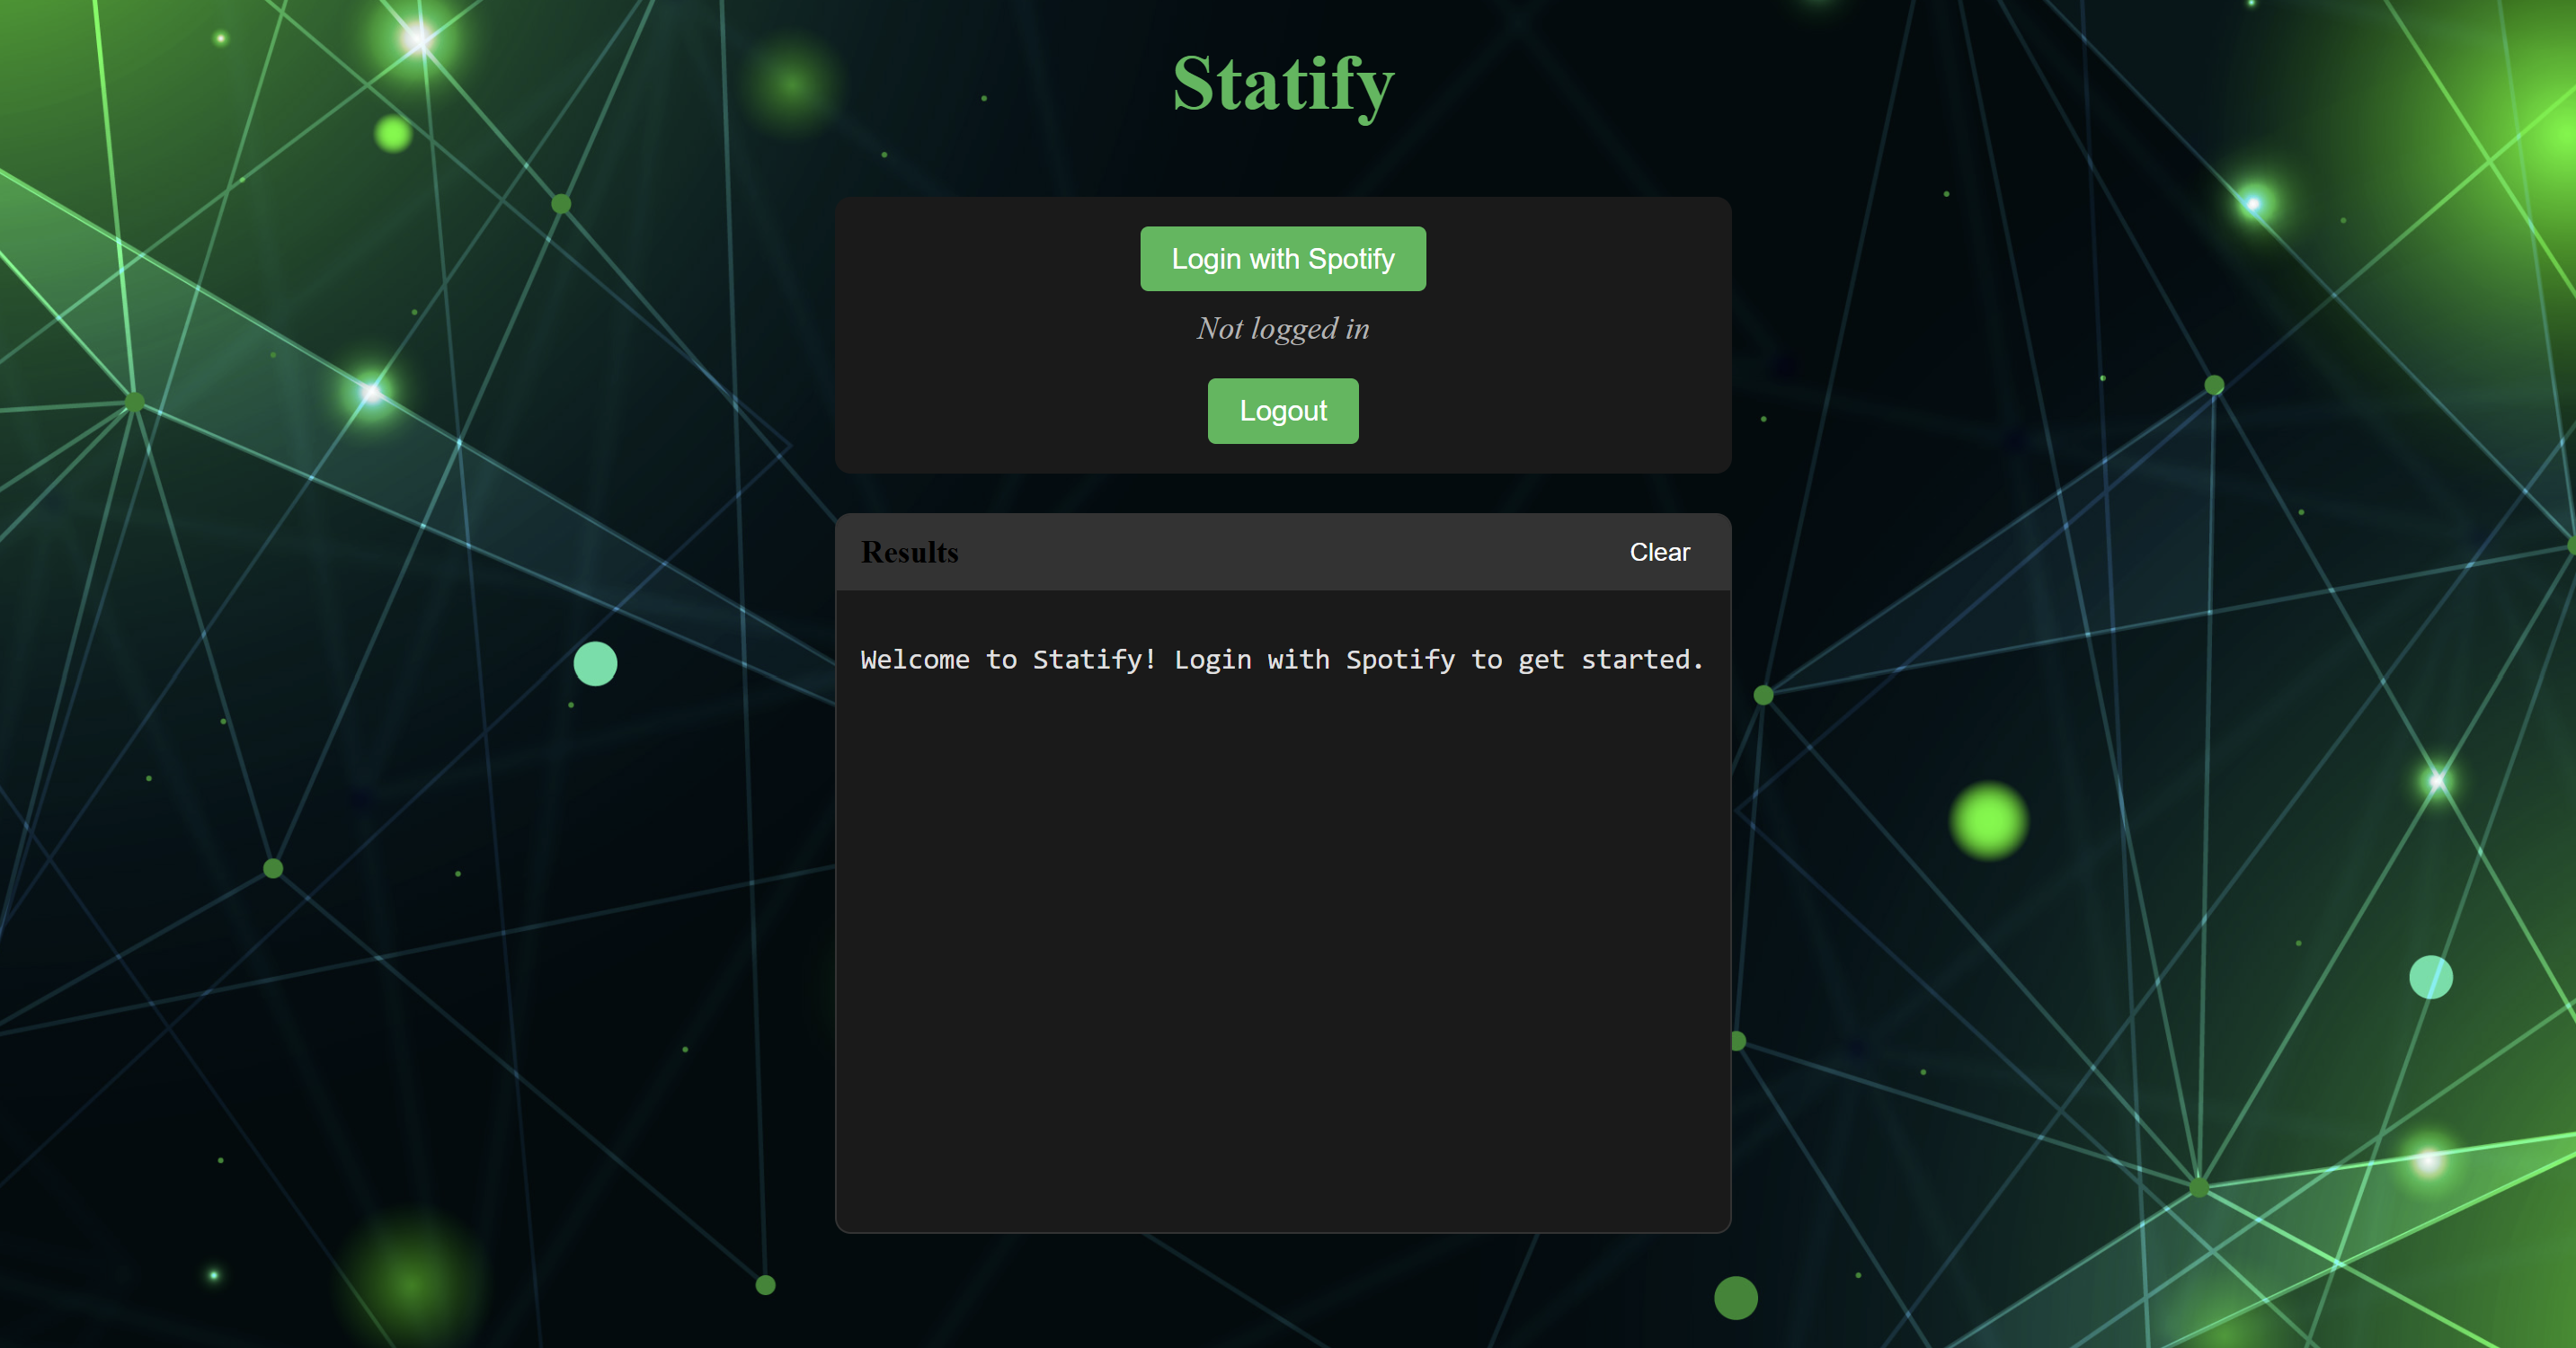 Statify
Login with Spotify
Not logged in
Logout
Results
Clear
Welcome to Statify! Login with Spotify to get started.